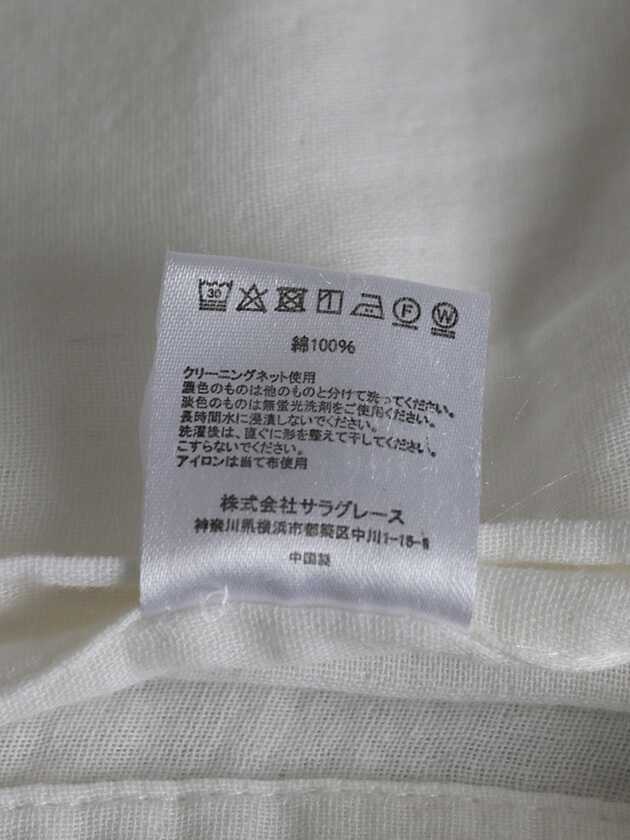 30 F W
綿100%
クリーニングネット使用
濃色のものは他のものと分けて洗ってください。
淡色のものは無蛍光洗剤をご使用ください。
長時間水に浸漬しないでください。
洗濯後は、直ぐに形を整えて干してください。
こすらないでください。
アイロンは当て布使用
株式会社サラグレース
神奈川県横浜市都築区中川1-15-6
中国製